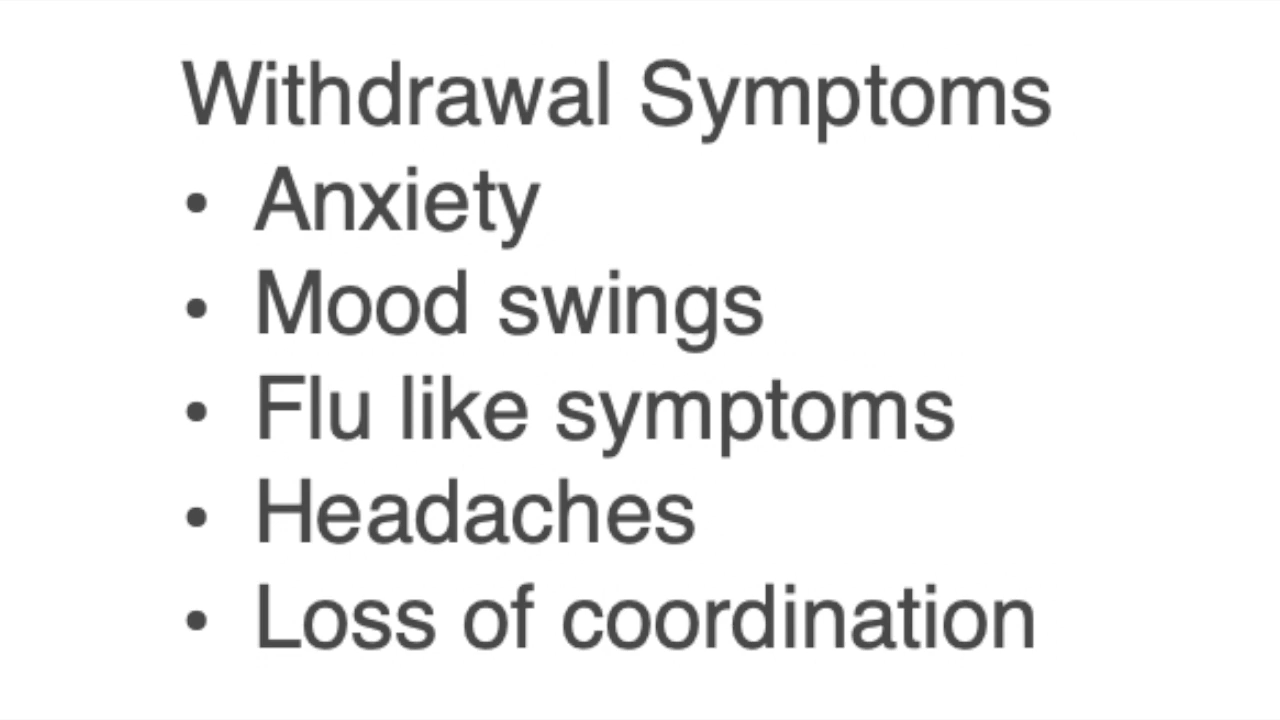 Withdrawal Symptoms
• Anxiety
• Mood swings
• Flu like symptoms
• Headaches
• Loss of coordination